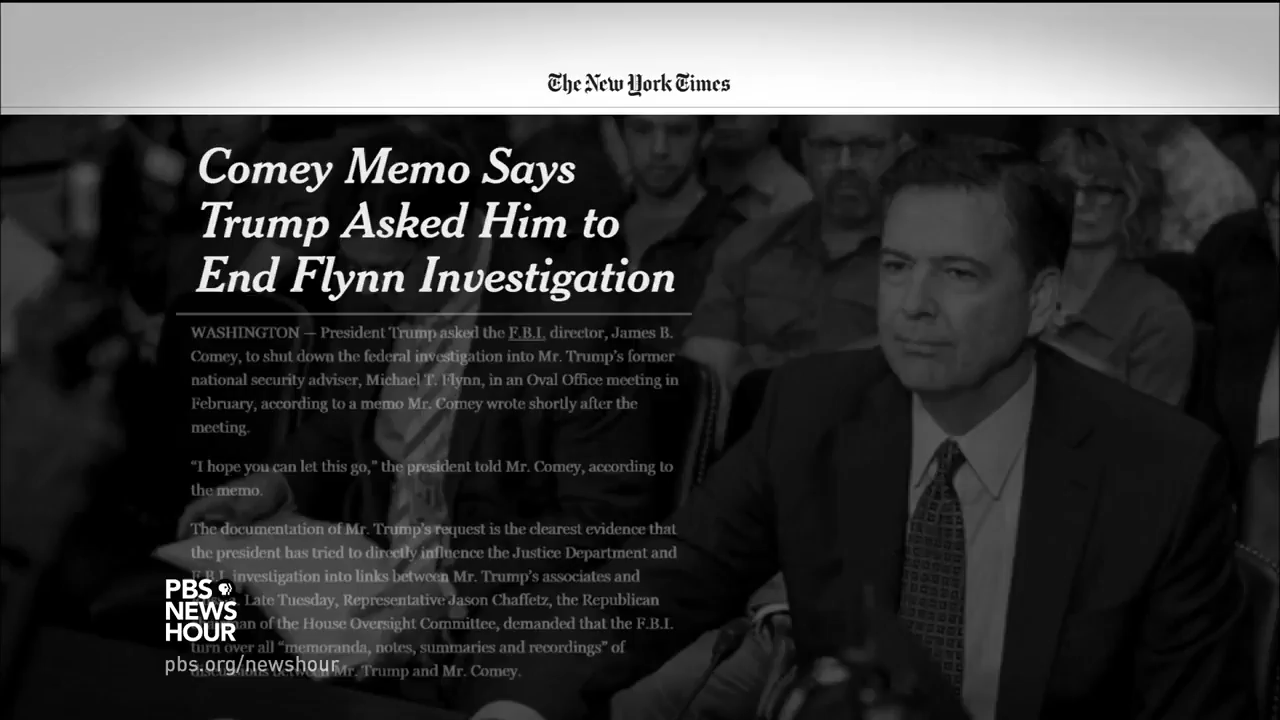 The New York Times
Comey Memo Says
Trump Asked Him to
End Flynn Investigation
WASHINGTON — President Trump asked the F.B.I. director, James B.
Comey, to shut down the federal investigation into Mr. Trump's former
national security adviser, Michael T. Flynn, in an Oval Office meeting in
February, according to a memo Mr. Comey wrote shortly after the
meeting.
“I hope you can let this go,” the president told Mr. Comey, according to
the memo.
The documentation of Mr. Trump's request is the clearest evidence that
the president has tried to directly influence the Justice Department and
F.B.I. investigation into links between Mr. Trump's associates and
Late Tuesday, Representative Jason Chaffetz, the Republican
of the House Oversight Committee, demanded that the F.B.I.
turn over all “memoranda, notes, summaries and recordings” of
discussions between Mr. Trump and Mr. Comey.
PBS
NEWS
HOUR
pbs.org/newshour